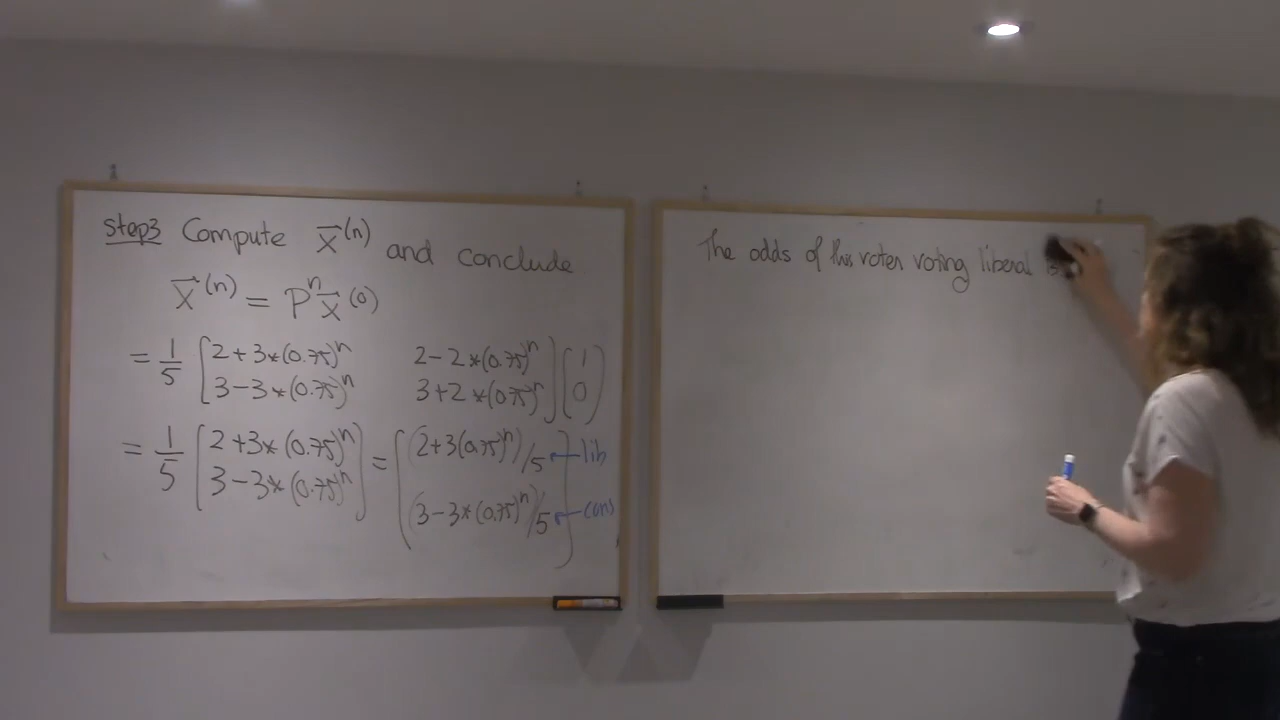 step3 Compute x⃗^(n) and conclude
x⃗^(n) = P^n x⃗^(0)
= 1/5 [2+3*(0.75)^n 2-2*(0.75)^n; 3-3*(0.75)^n 3+2*(0.75)^n] [1; 0]
= 1/5 [2+3*(0.75)^n; 3-3*(0.75)^n] = [(2+3(0.75)^n)/5 ← lib; (3-3*(0.75)^n)/5 ← cons]
The odds of this voter voting liberal